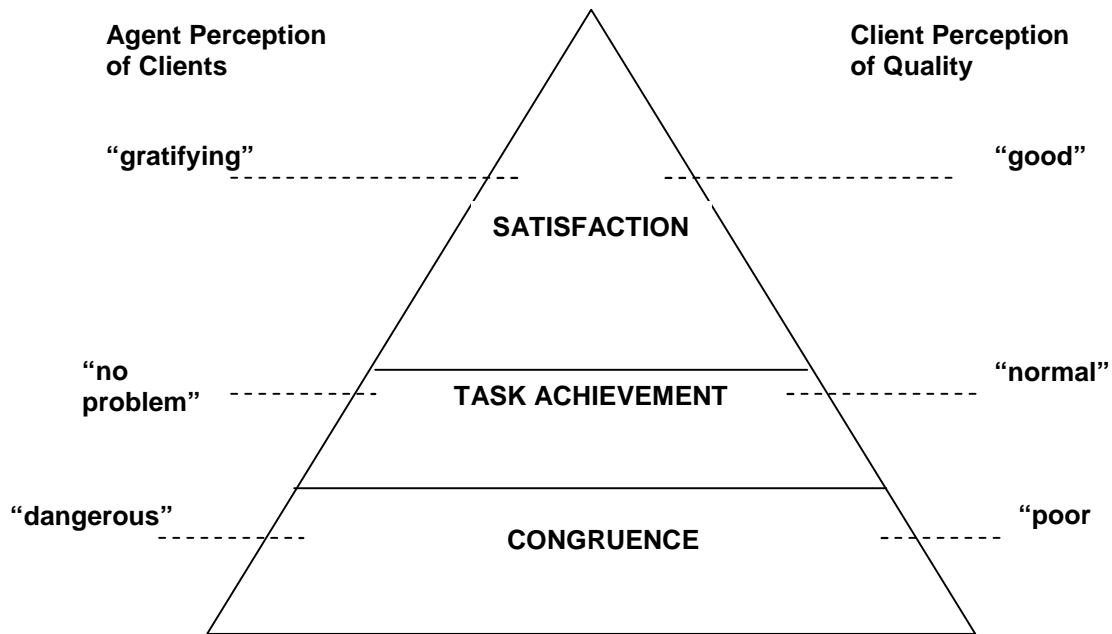 Agent Perception
of Clients
Client Perception
of Quality
“gratifying”
“good”
SATISFACTION
“no
problem”
“normal”
TASK ACHIEVEMENT
“dangerous”
“poor
CONGRUENCE